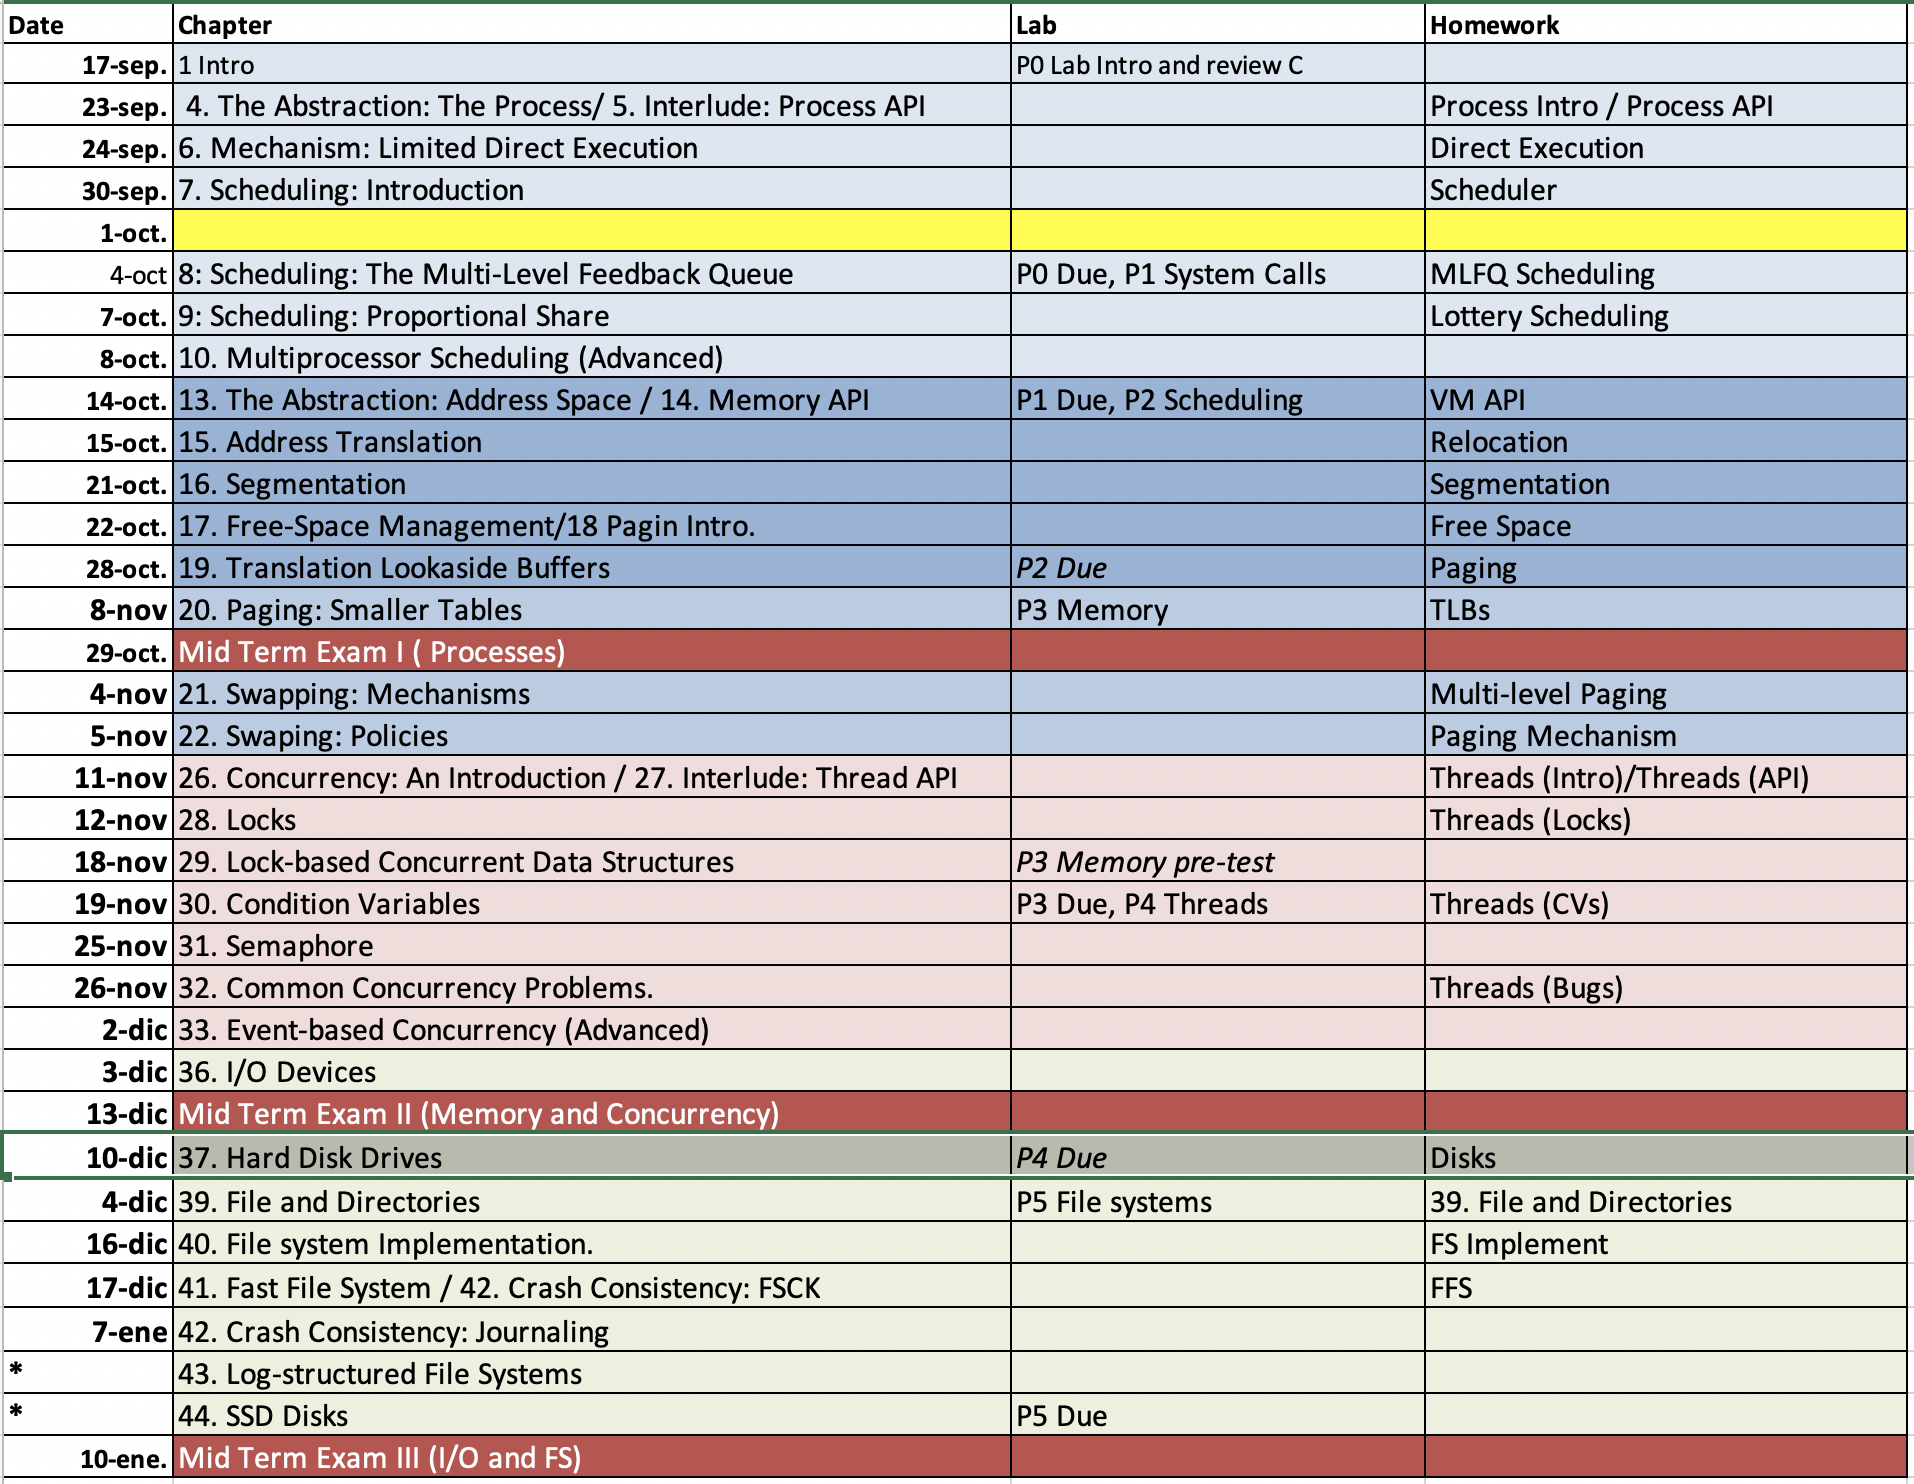 Date Chapter Lab Homework
17-sep. 1 Intro P0 Lab Intro and review C
23-sep. 4. The Abstraction: The Process/ 5. Interlude: Process API Process Intro / Process API
24-sep. 6. Mechanism: Limited Direct Execution Direct Execution
30-sep. 7. Scheduling: Introduction Scheduler
1-oct.
4-oct 8: Scheduling: The Multi-Level Feedback Queue P0 Due, P1 System Calls MLFQ Scheduling
7-oct. 9: Scheduling: Proportional Share Lottery Scheduling
8-oct. 10. Multiprocessor Scheduling (Advanced)
14-oct. 13. The Abstraction: Address Space / 14. Memory API P1 Due, P2 Scheduling VM API
15-oct. 15. Address Translation Relocation
21-oct. 16. Segmentation Segmentation
22-oct. 17. Free-Space Management/18 Pagin Intro. Free Space
28-oct. 19. Translation Lookaside Buffers P2 Due Paging
8-nov 20. Paging: Smaller Tables P3 Memory TLBs
29-oct. Mid Term Exam I ( Processes)
4-nov 21. Swapping: Mechanisms Multi-level Paging
5-nov 22. Swaping: Policies Paging Mechanism
11-nov 26. Concurrency: An Introduction / 27. Interlude: Thread API Threads (Intro)/Threads (API)
12-nov 28. Locks Threads (Locks)
18-nov 29. Lock-based Concurrent Data Structures P3 Memory pre-test
19-nov 30. Condition Variables P3 Due, P4 Threads Threads (CVs)
25-nov 31. Semaphore
26-nov 32. Common Concurrency Problems. Threads (Bugs)
2-dic 33. Event-based Concurrency (Advanced)
3-dic 36. I/O Devices
13-dic Mid Term Exam II (Memory and Concurrency)
10-dic 37. Hard Disk Drives P4 Due Disks
4-dic 39. File and Directories P5 File systems 39. File and Directories
16-dic 40. File system Implementation. FS Implement
17-dic 41. Fast File System / 42. Crash Consistency: FSCK FFS
7-ene 42. Crash Consistency: Journaling
* 43. Log-structured File Systems
* 44. SSD Disks P5 Due
10-ene. Mid Term Exam III (I/O and FS)